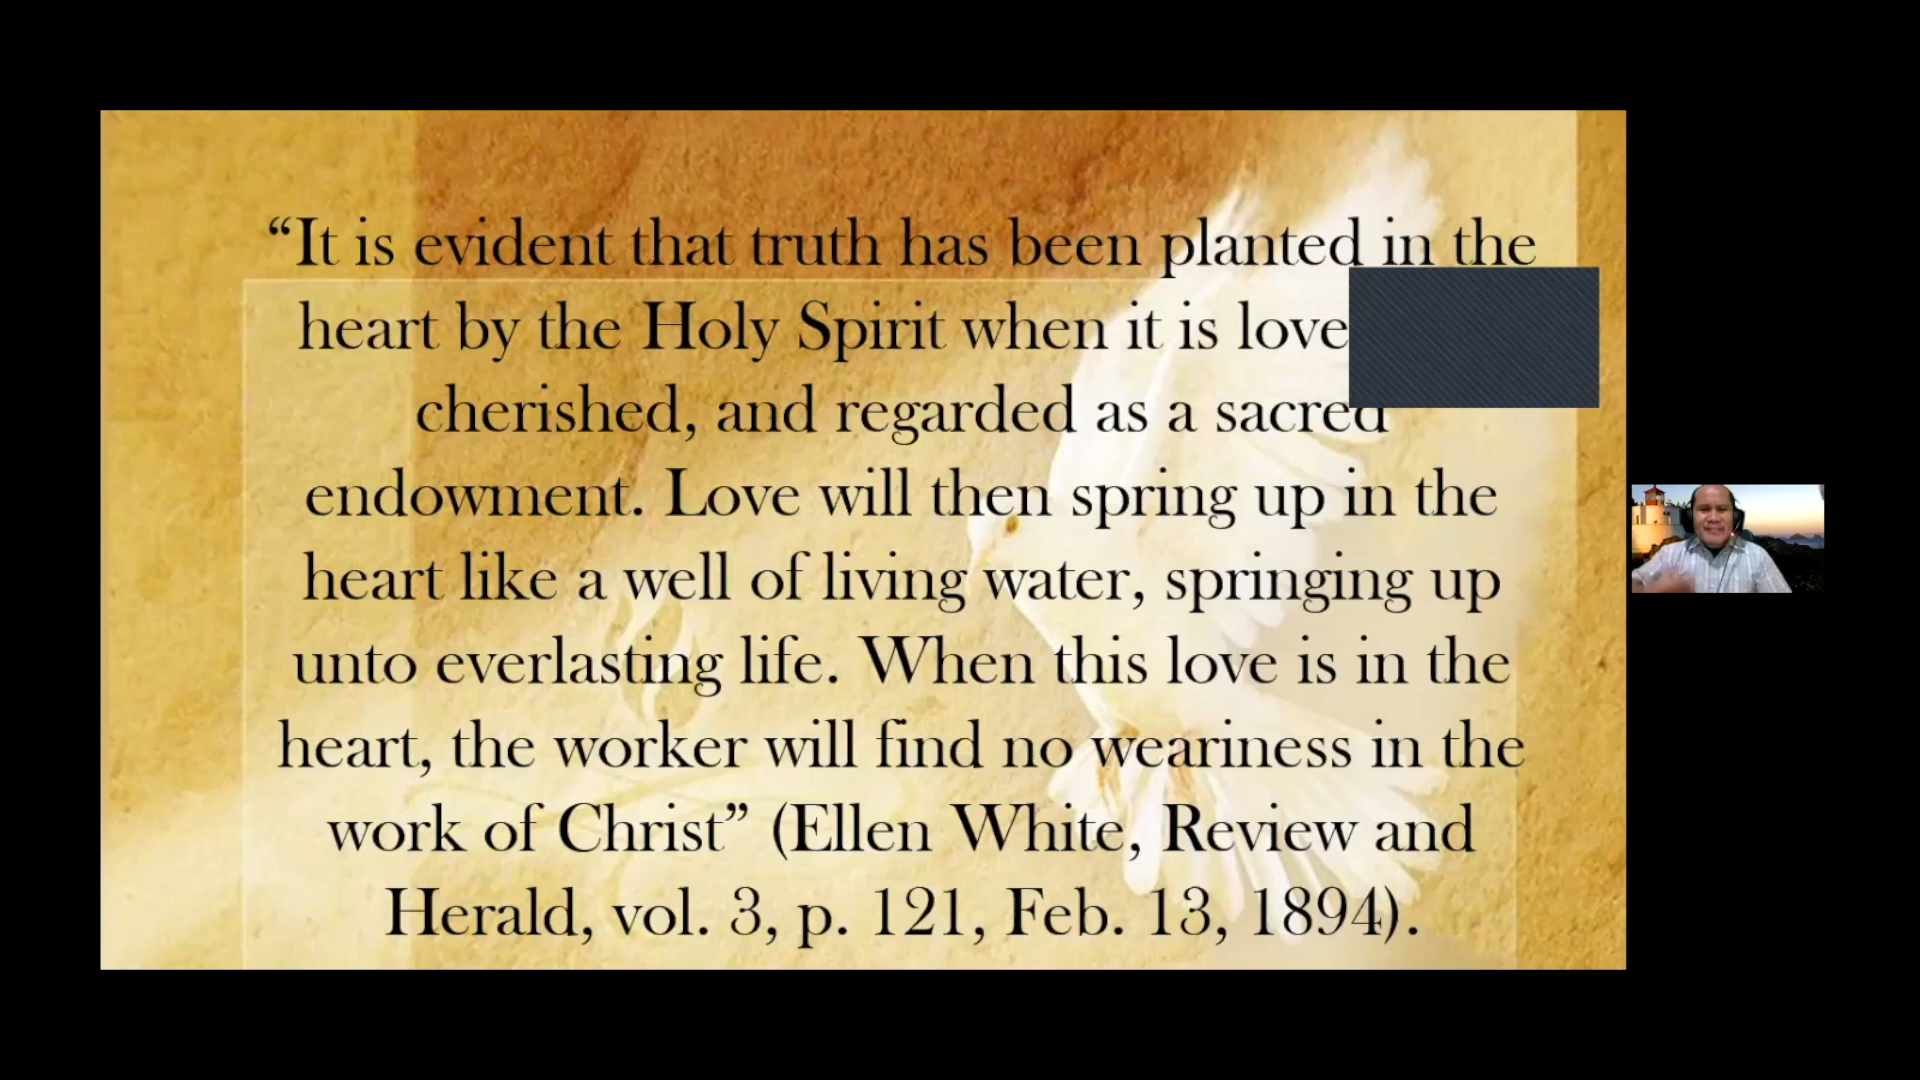 “It is evident that truth has been planted in the
heart by the Holy Spirit when it is love
cherished, and regarded as a sacred
endowment. Love will then spring up in the
heart like a well of living water, springing up
unto everlasting life. When this love is in the
heart, the worker will find no weariness in the
work of Christ” (Ellen White, Review and
Herald, vol. 3, p. 121, Feb. 13, 1894).